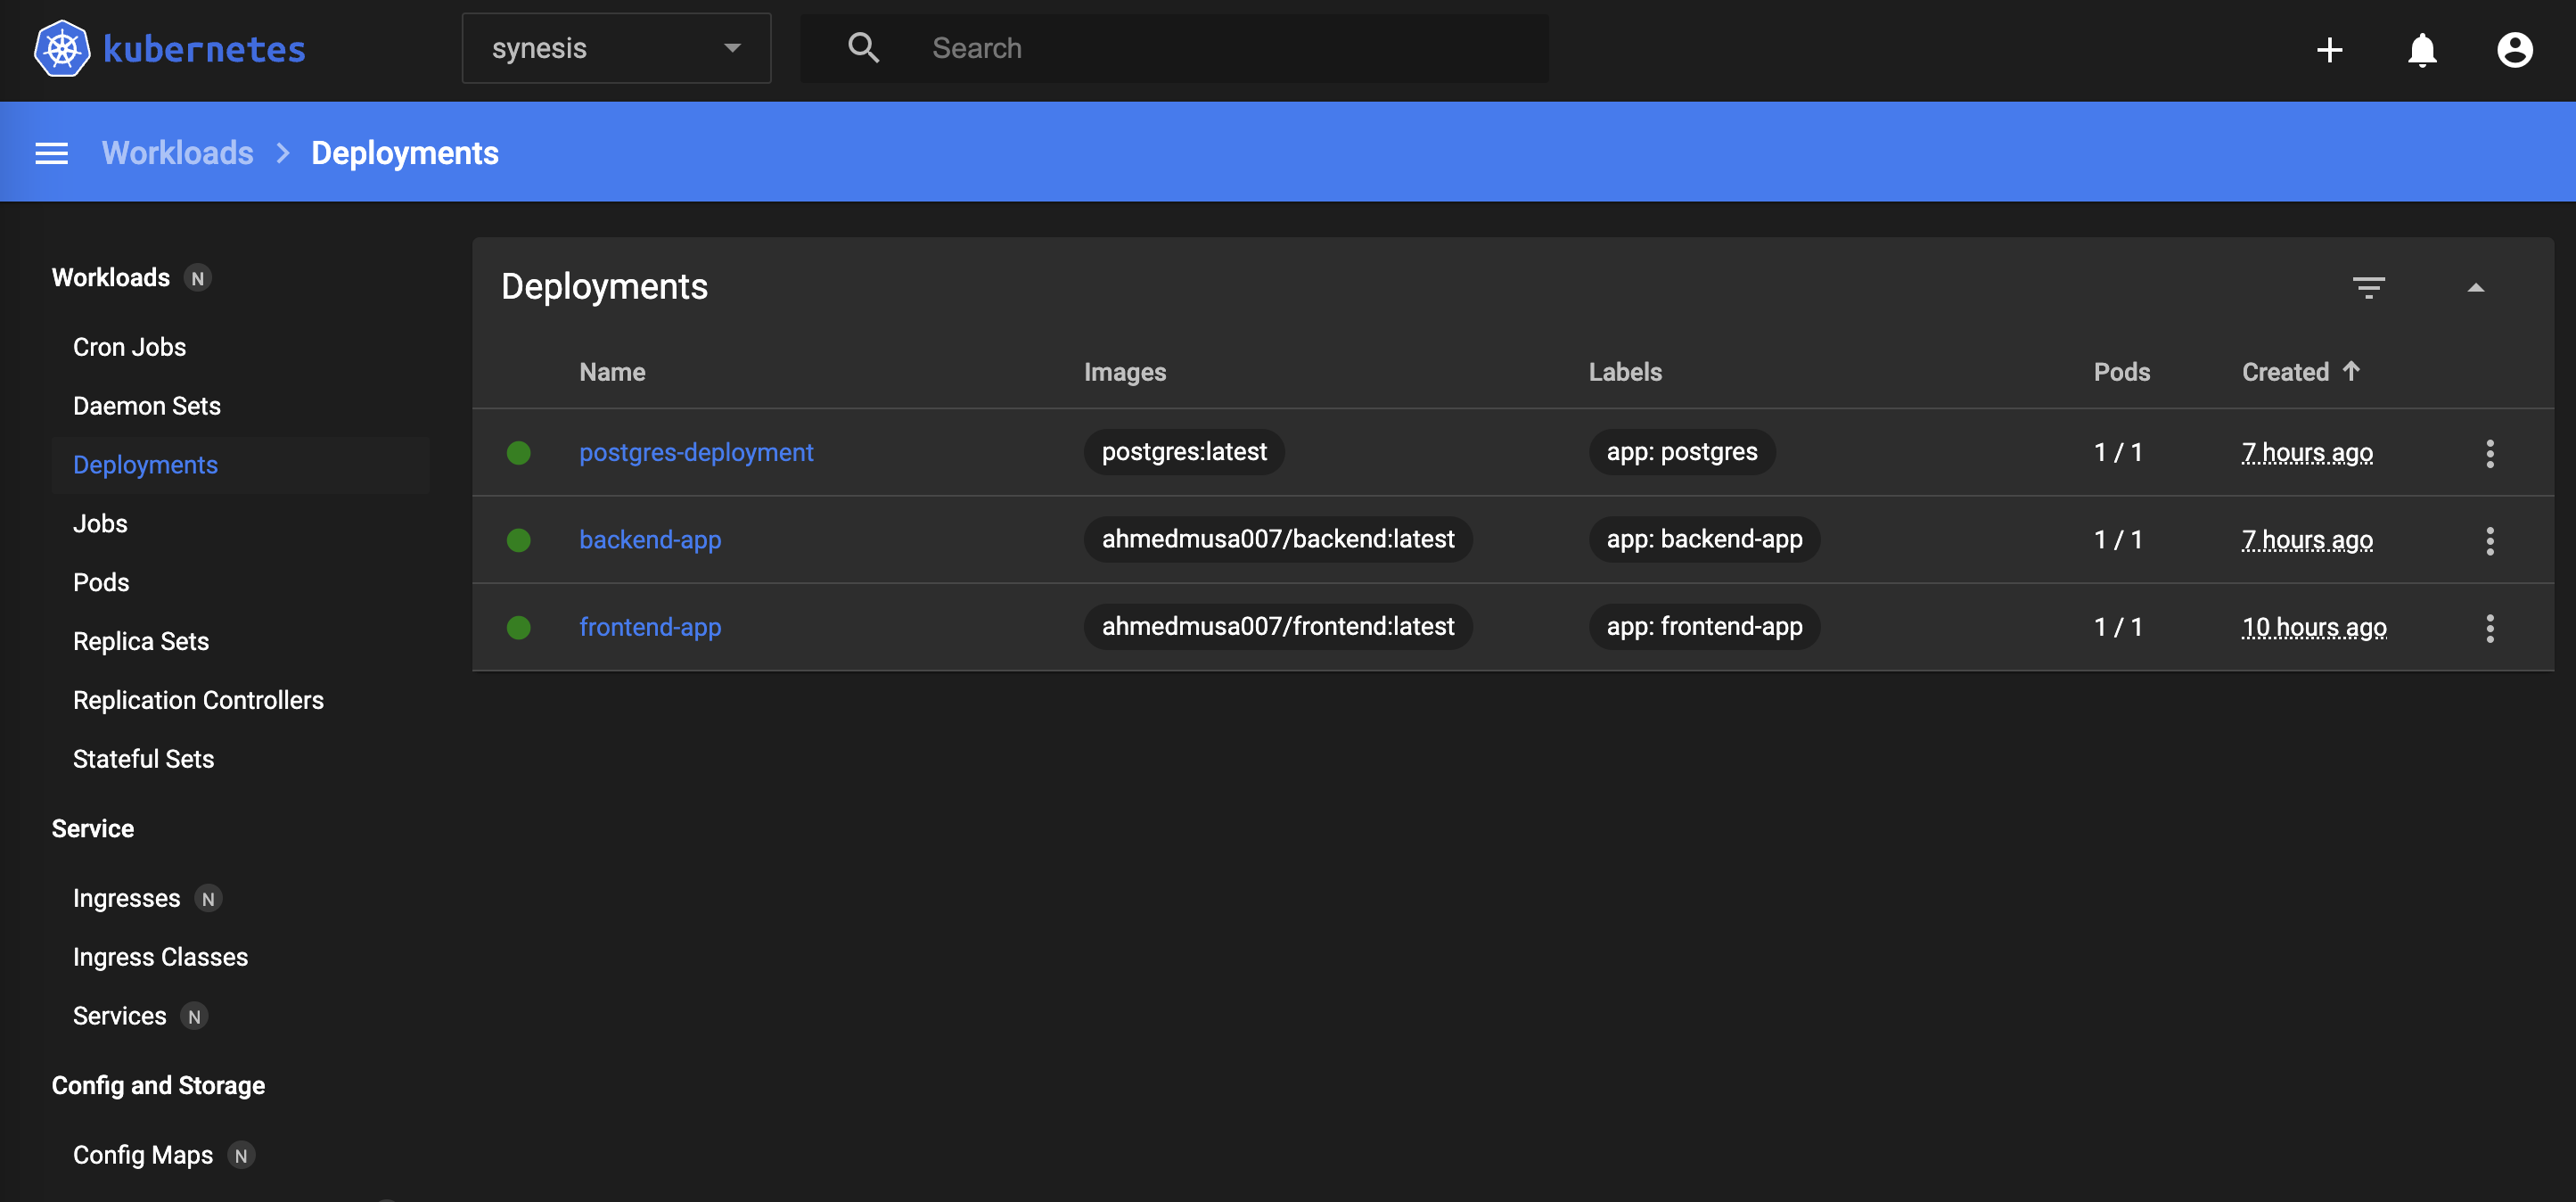 kubernetes
synesis
Search
Workloads > Deployments
Workloads N
Cron Jobs
Daemon Sets
Deployments
Jobs
Pods
Replica Sets
Replication Controllers
Stateful Sets
Service
Ingresses N
Ingress Classes
Services N
Config and Storage
Config Maps N
Deployments
Name Images Labels Pods Created ↑
postgres-deployment postgres:latest app: postgres 1 / 1 7 hours ago
backend-app ahmedmusa007/backend:latest app: backend-app 1 / 1 7 hours ago
frontend-app ahmedmusa007/frontend:latest app: frontend-app 1 / 1 10 hours ago